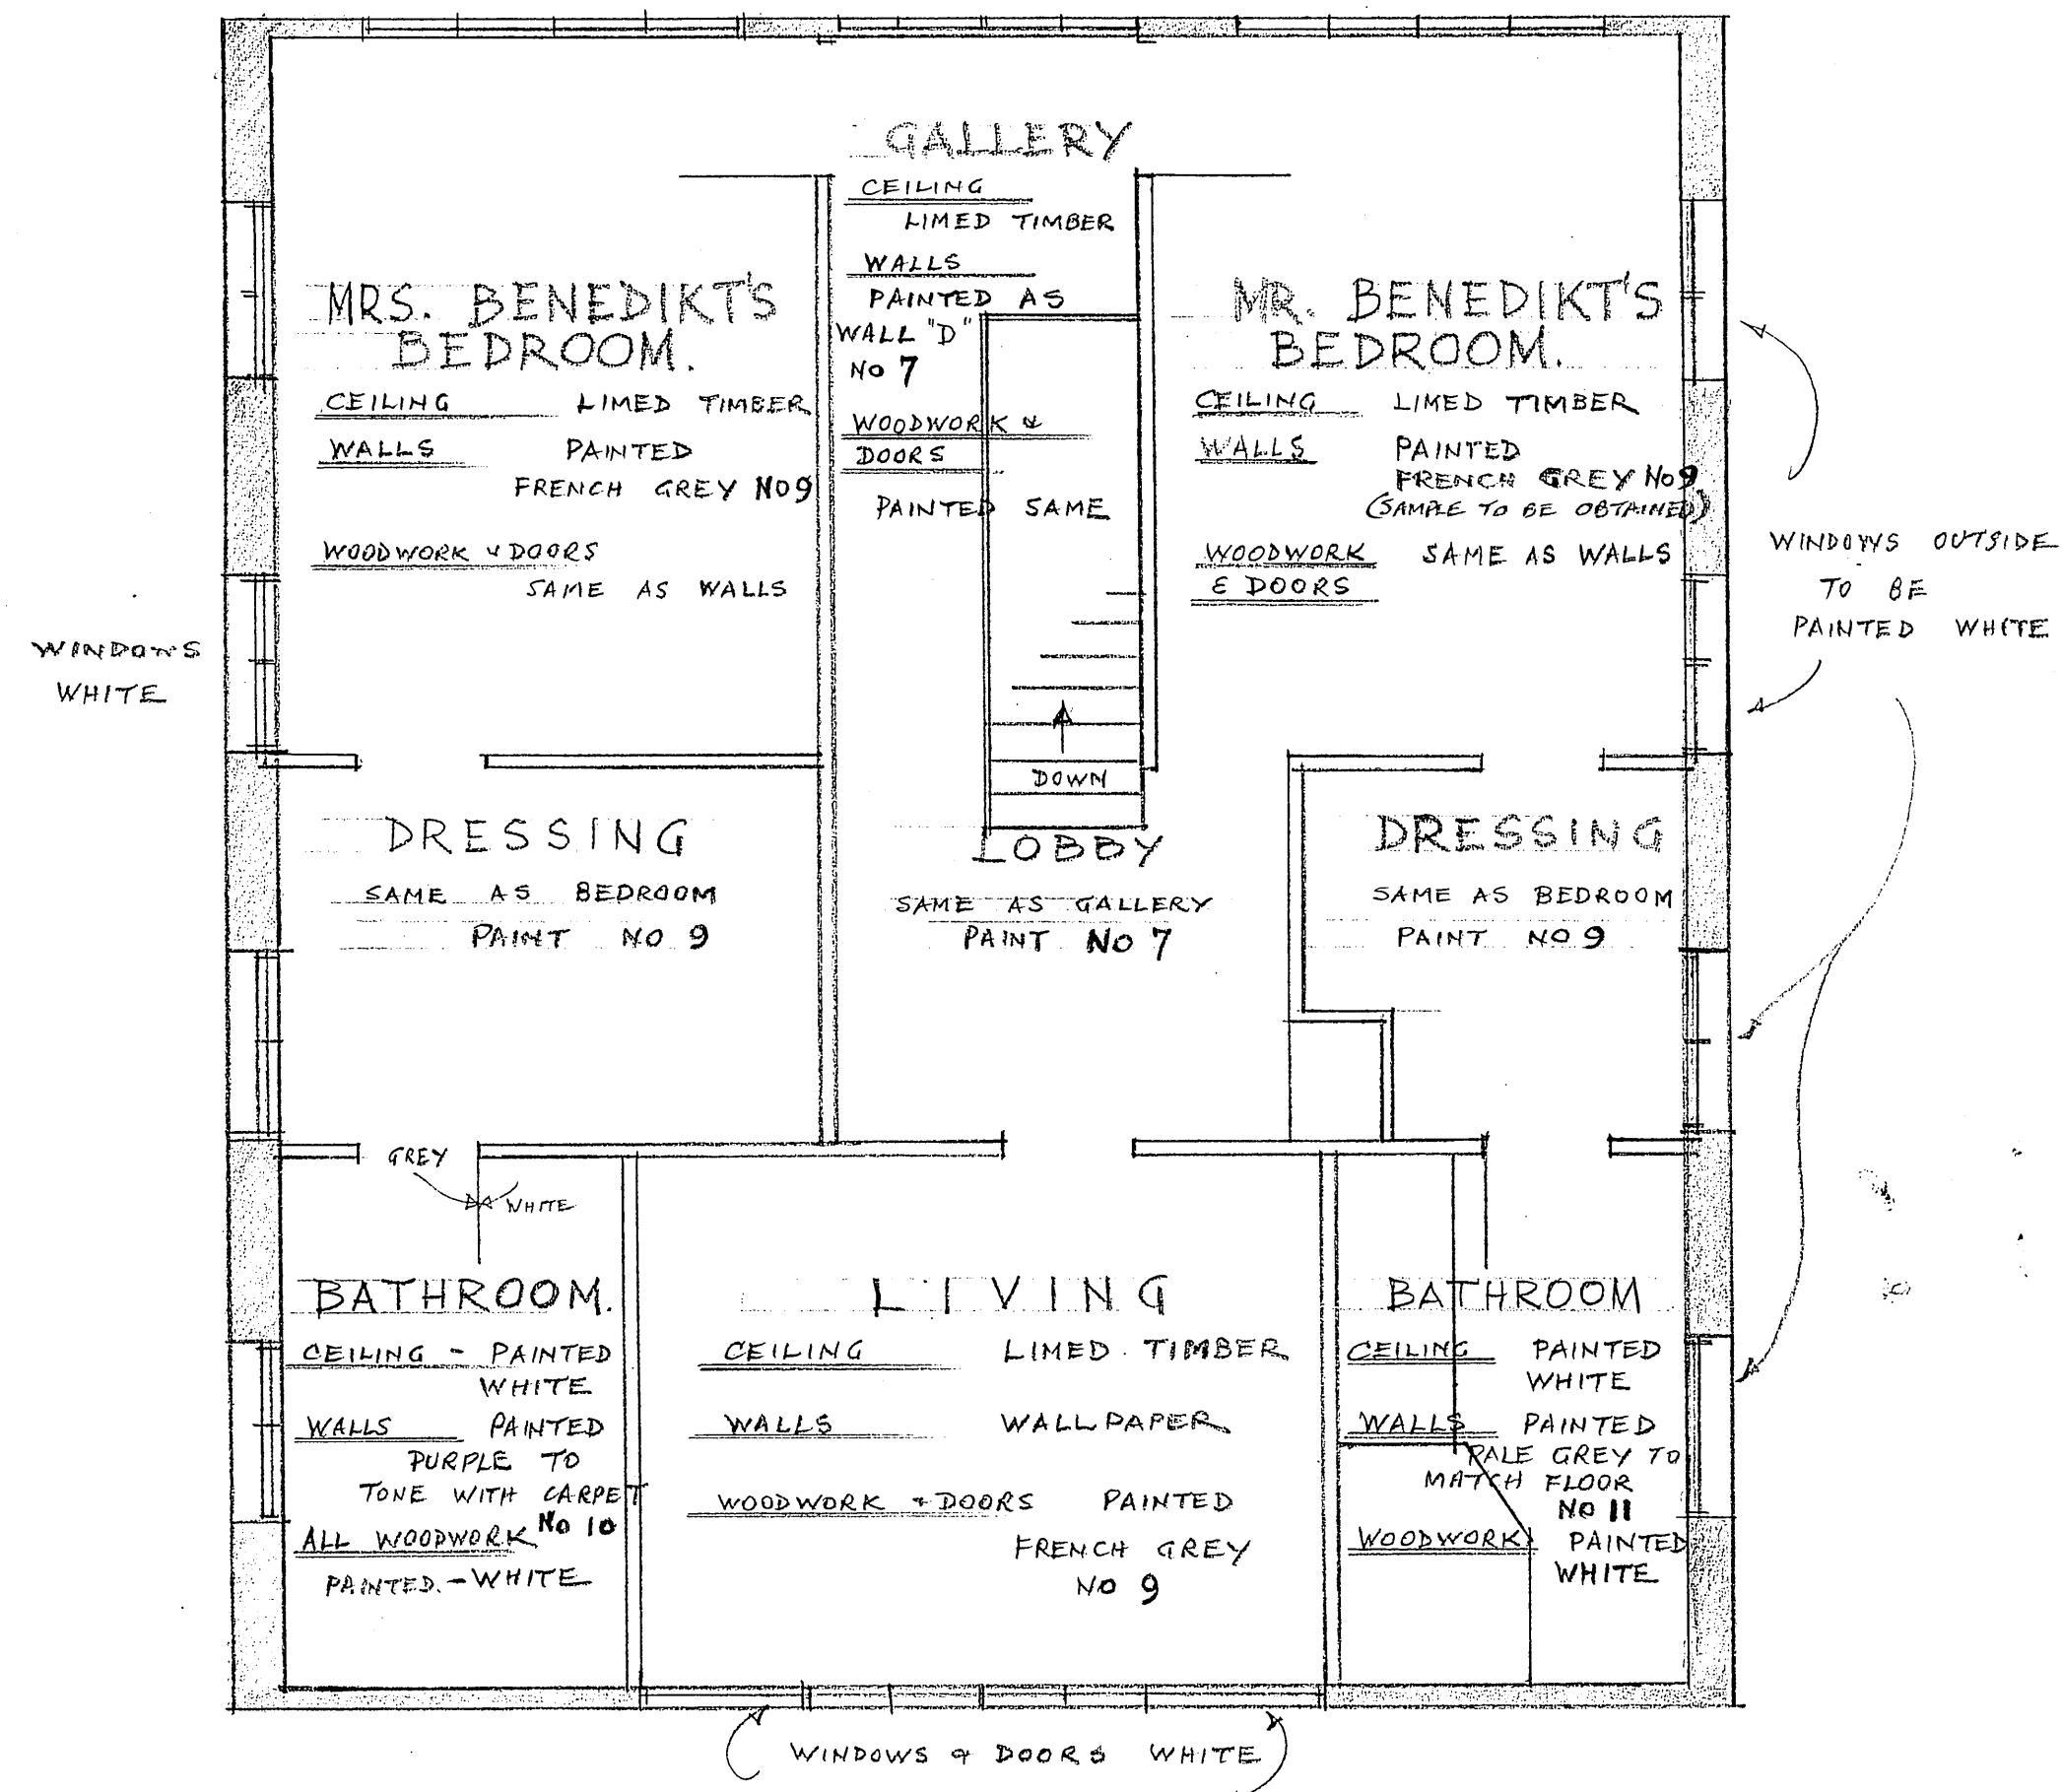 GALLERY
CEILING
LIMED TIMBER
WALLS
PAINTED AS
WALL "D"
No 7
WOODWORK &
DOORS
PAINTED SAME
MRS. BENEDIKT'S
BEDROOM.
CEILING LIMED TIMBER
WALLS PAINTED
FRENCH GREY No 9
WOODWORK & DOORS
SAME AS WALLS
MR. BENEDIKT'S
BEDROOM.
CEILING LIMED TIMBER
WALLS PAINTED
FRENCH GREY No 9
(SAMPLE TO BE OBTAINED)
WOODWORK SAME AS WALLS
& DOORS
WINDOWS OUTSIDE
TO BE
PAINTED WHITE
WINDOWS
WHITE
DOWN
DRESSING
SAME AS BEDROOM
PAINT NO 9
LOBBY
SAME AS GALLERY
PAINT No 7
DRESSING
SAME AS BEDROOM
PAINT NO 9
GREY
WHITE
BATHROOM.
CEILING - PAINTED
WHITE
WALLS PAINTED
PURPLE TO
TONE WITH CARPET
No 10
ALL WOODWORK
PAINTED. - WHITE
LIVING
CEILING LIMED TIMBER
WALLS WALLPAPER
WOODWORK & DOORS PAINTED
FRENCH GREY
No 9
BATHROOM
CEILING PAINTED
WHITE
WALLS PAINTED
PALE GREY TO
MATCH FLOOR
No 11
WOODWORK PAINTED
WHITE
WINDOWS & DOORS WHITE